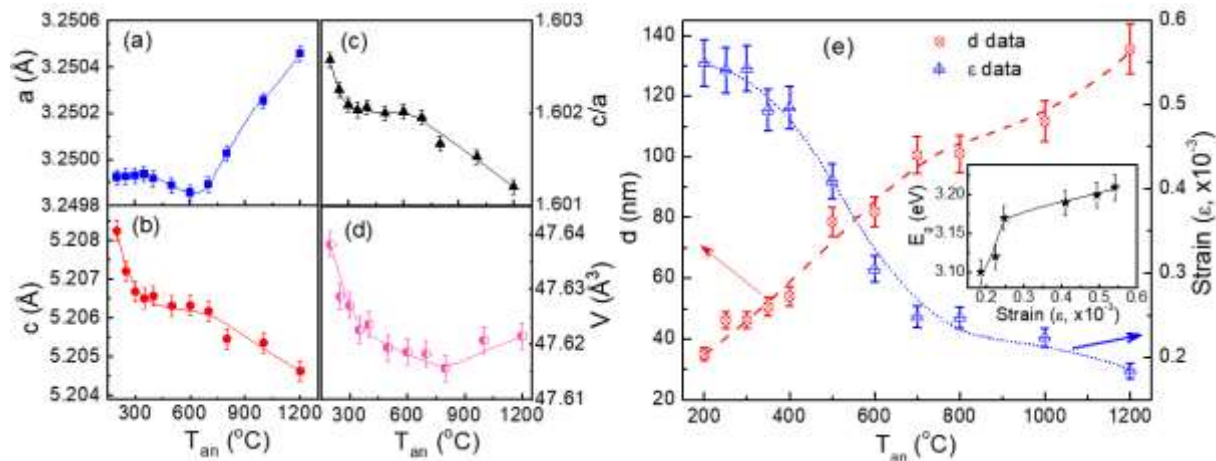 (a)
a (Å)
3.2506
3.2504
3.2502
3.2500
3.2498
(b)
c (Å)
5.208
5.207
5.206
5.205
5.204
300 600 900 1200
T_an (°C)
(c)
c/a
1.603
1.602
1.601
(d)
V (Å³)
47.64
47.63
47.62
47.61
300 600 900 1200
T_an (°C)
(e)
d (nm)
140
120
100
80
60
40
20
d data
ε data
Strain (ε, x10⁻³)
0.6
0.5
0.4
0.3
0.2
200 400 600 800 1000 1200
T_an (°C)
E_g (eV)
3.20
3.15
3.10
0.2 0.3 0.4 0.5 0.6
Strain (ε, x10⁻³)